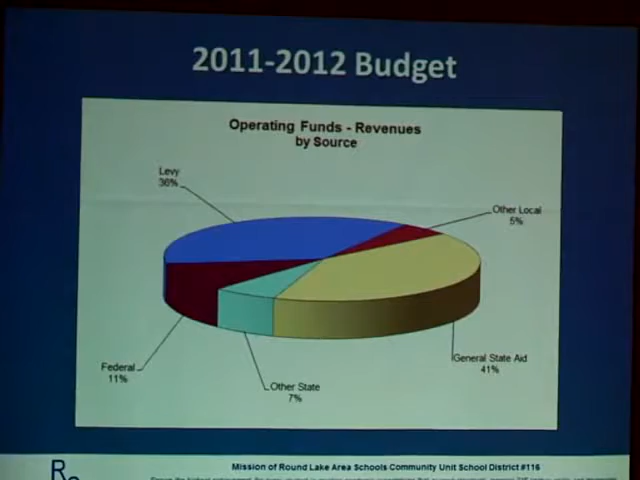 2011-2012 Budget
Operating Funds - Revenues
by Source
Levy
36%
Other Local
5%
General State Aid
41%
Federal
11%
Other State
7%
R
Mission of Round Lake Area Schools Community Unit School District #116